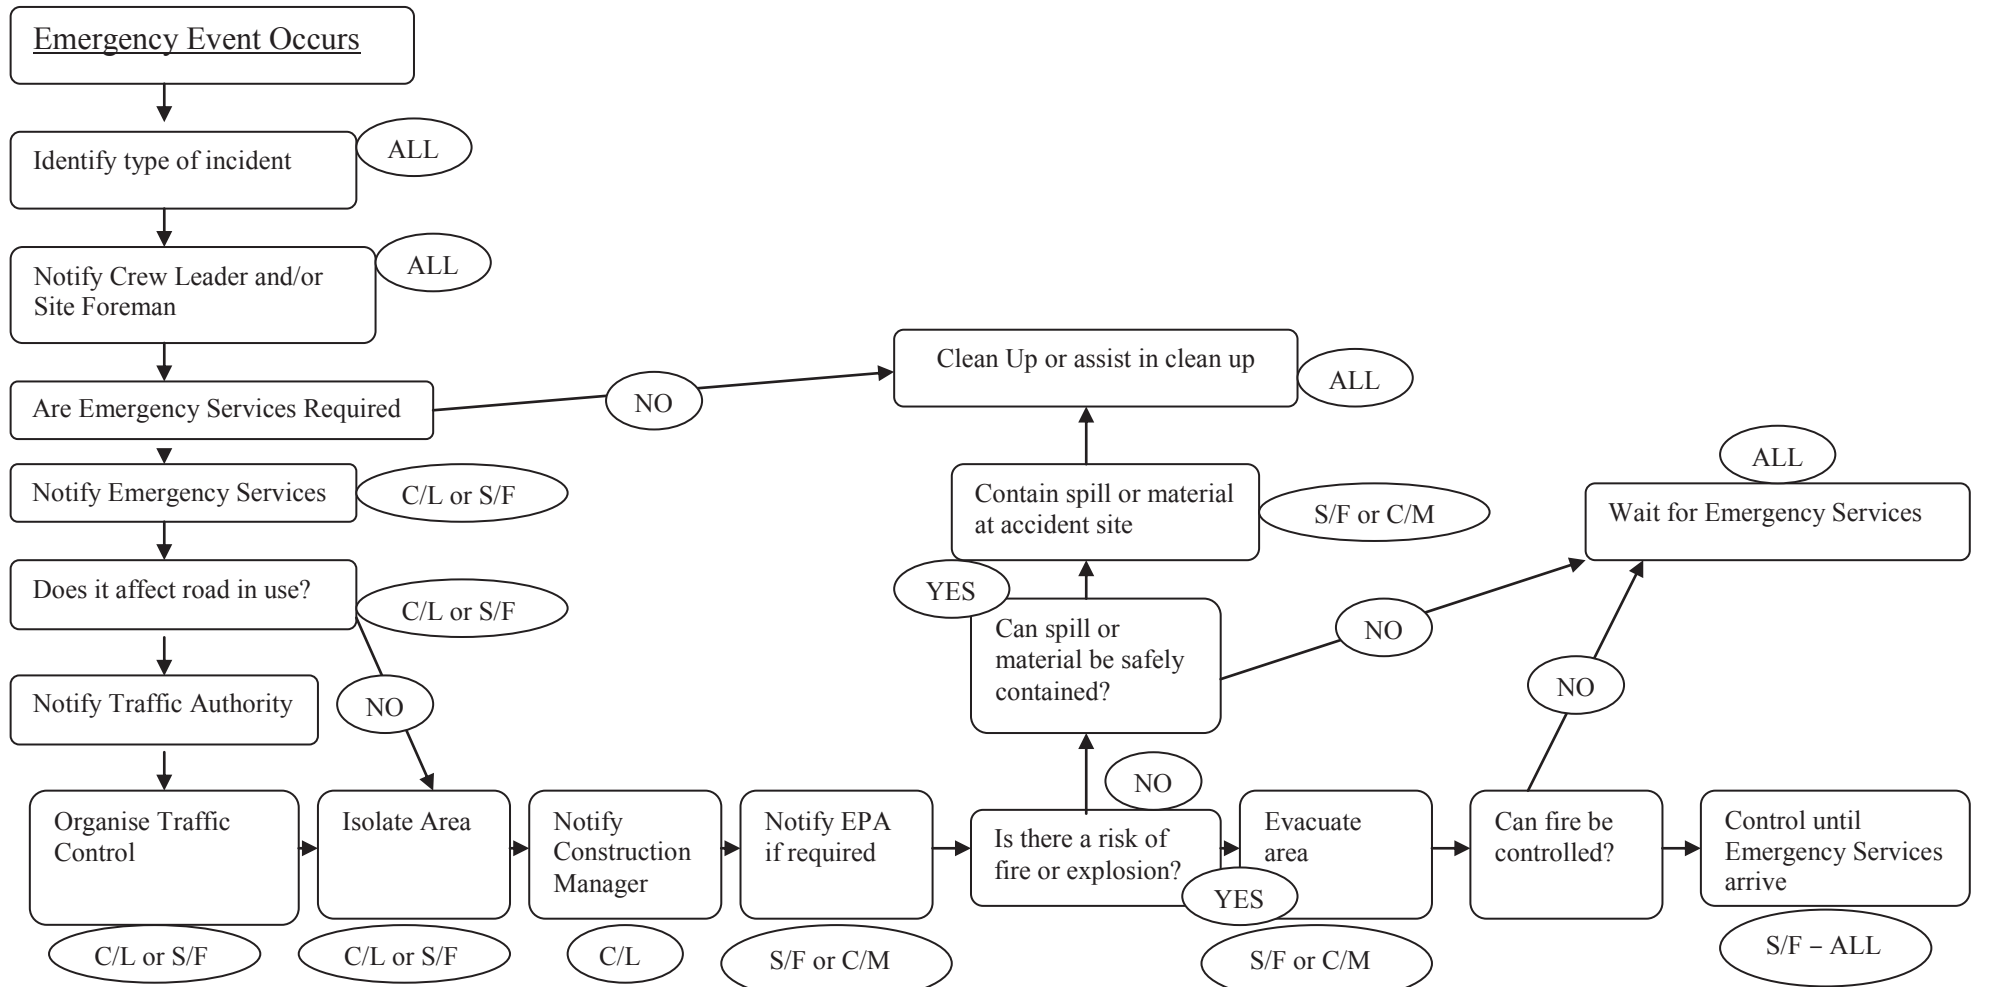 Emergency Event Occurs
Identify type of incident
ALL
Notify Crew Leader and/or
Site Foreman
ALL
Are Emergency Services Required
NO
Clean Up or assist in clean up
ALL
Notify Emergency Services
C/L or S/F
Contain spill or material
at accident site
S/F or C/M
ALL
Wait for Emergency Services
Does it affect road in use?
C/L or S/F
YES
Can spill or
material be safely
contained?
NO
Notify Traffic Authority
NO
NO
NO
Organise Traffic
Control
C/L or S/F
Isolate Area
C/L or S/F
Notify
Construction
Manager
C/L
Notify EPA
if required
S/F or C/M
Is there a risk of
fire or explosion?
YES
Evacuate
area
S/F or C/M
Can fire be
controlled?
Control until
Emergency Services
arrive
S/F – ALL